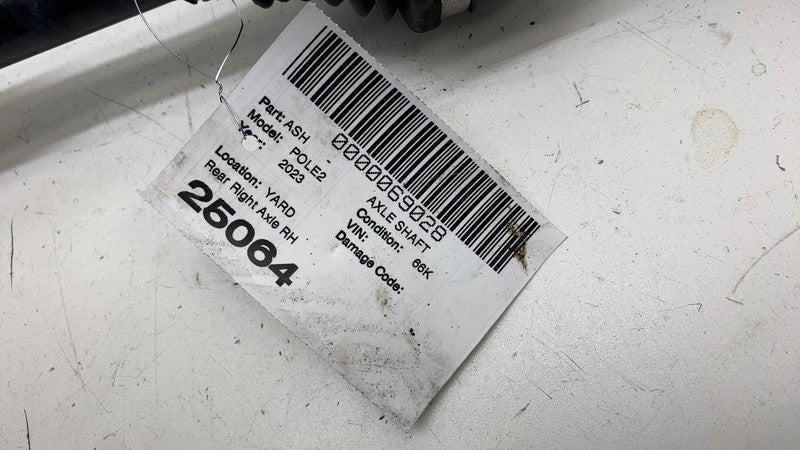 0000069028
Part: ASH - AXLE SHAFT
Model: POLE2 Condition: 66K
Year: 2023 VIN:
Damage Code:
Location: YARD
Rear Right Axle RH
25064